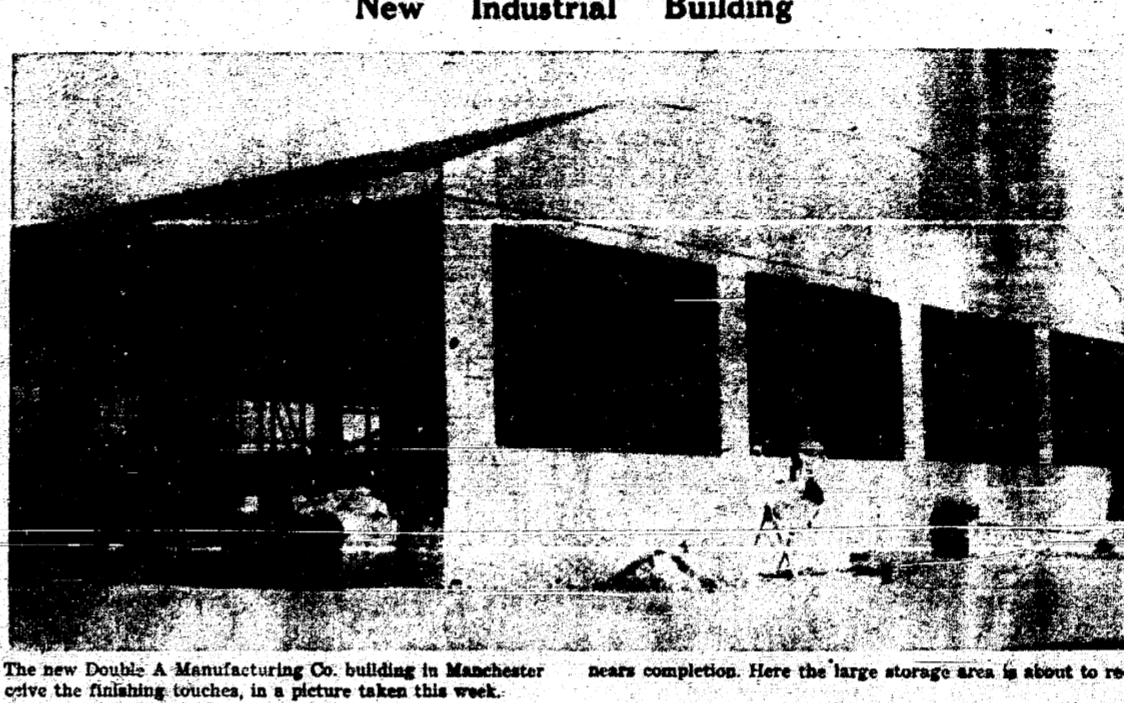 New Industrial Building
The new Double A Manufacturing Co. building in Manchester nears completion. Here the large storage area is about to re-
ceive the finishing touches, in a picture taken this week.